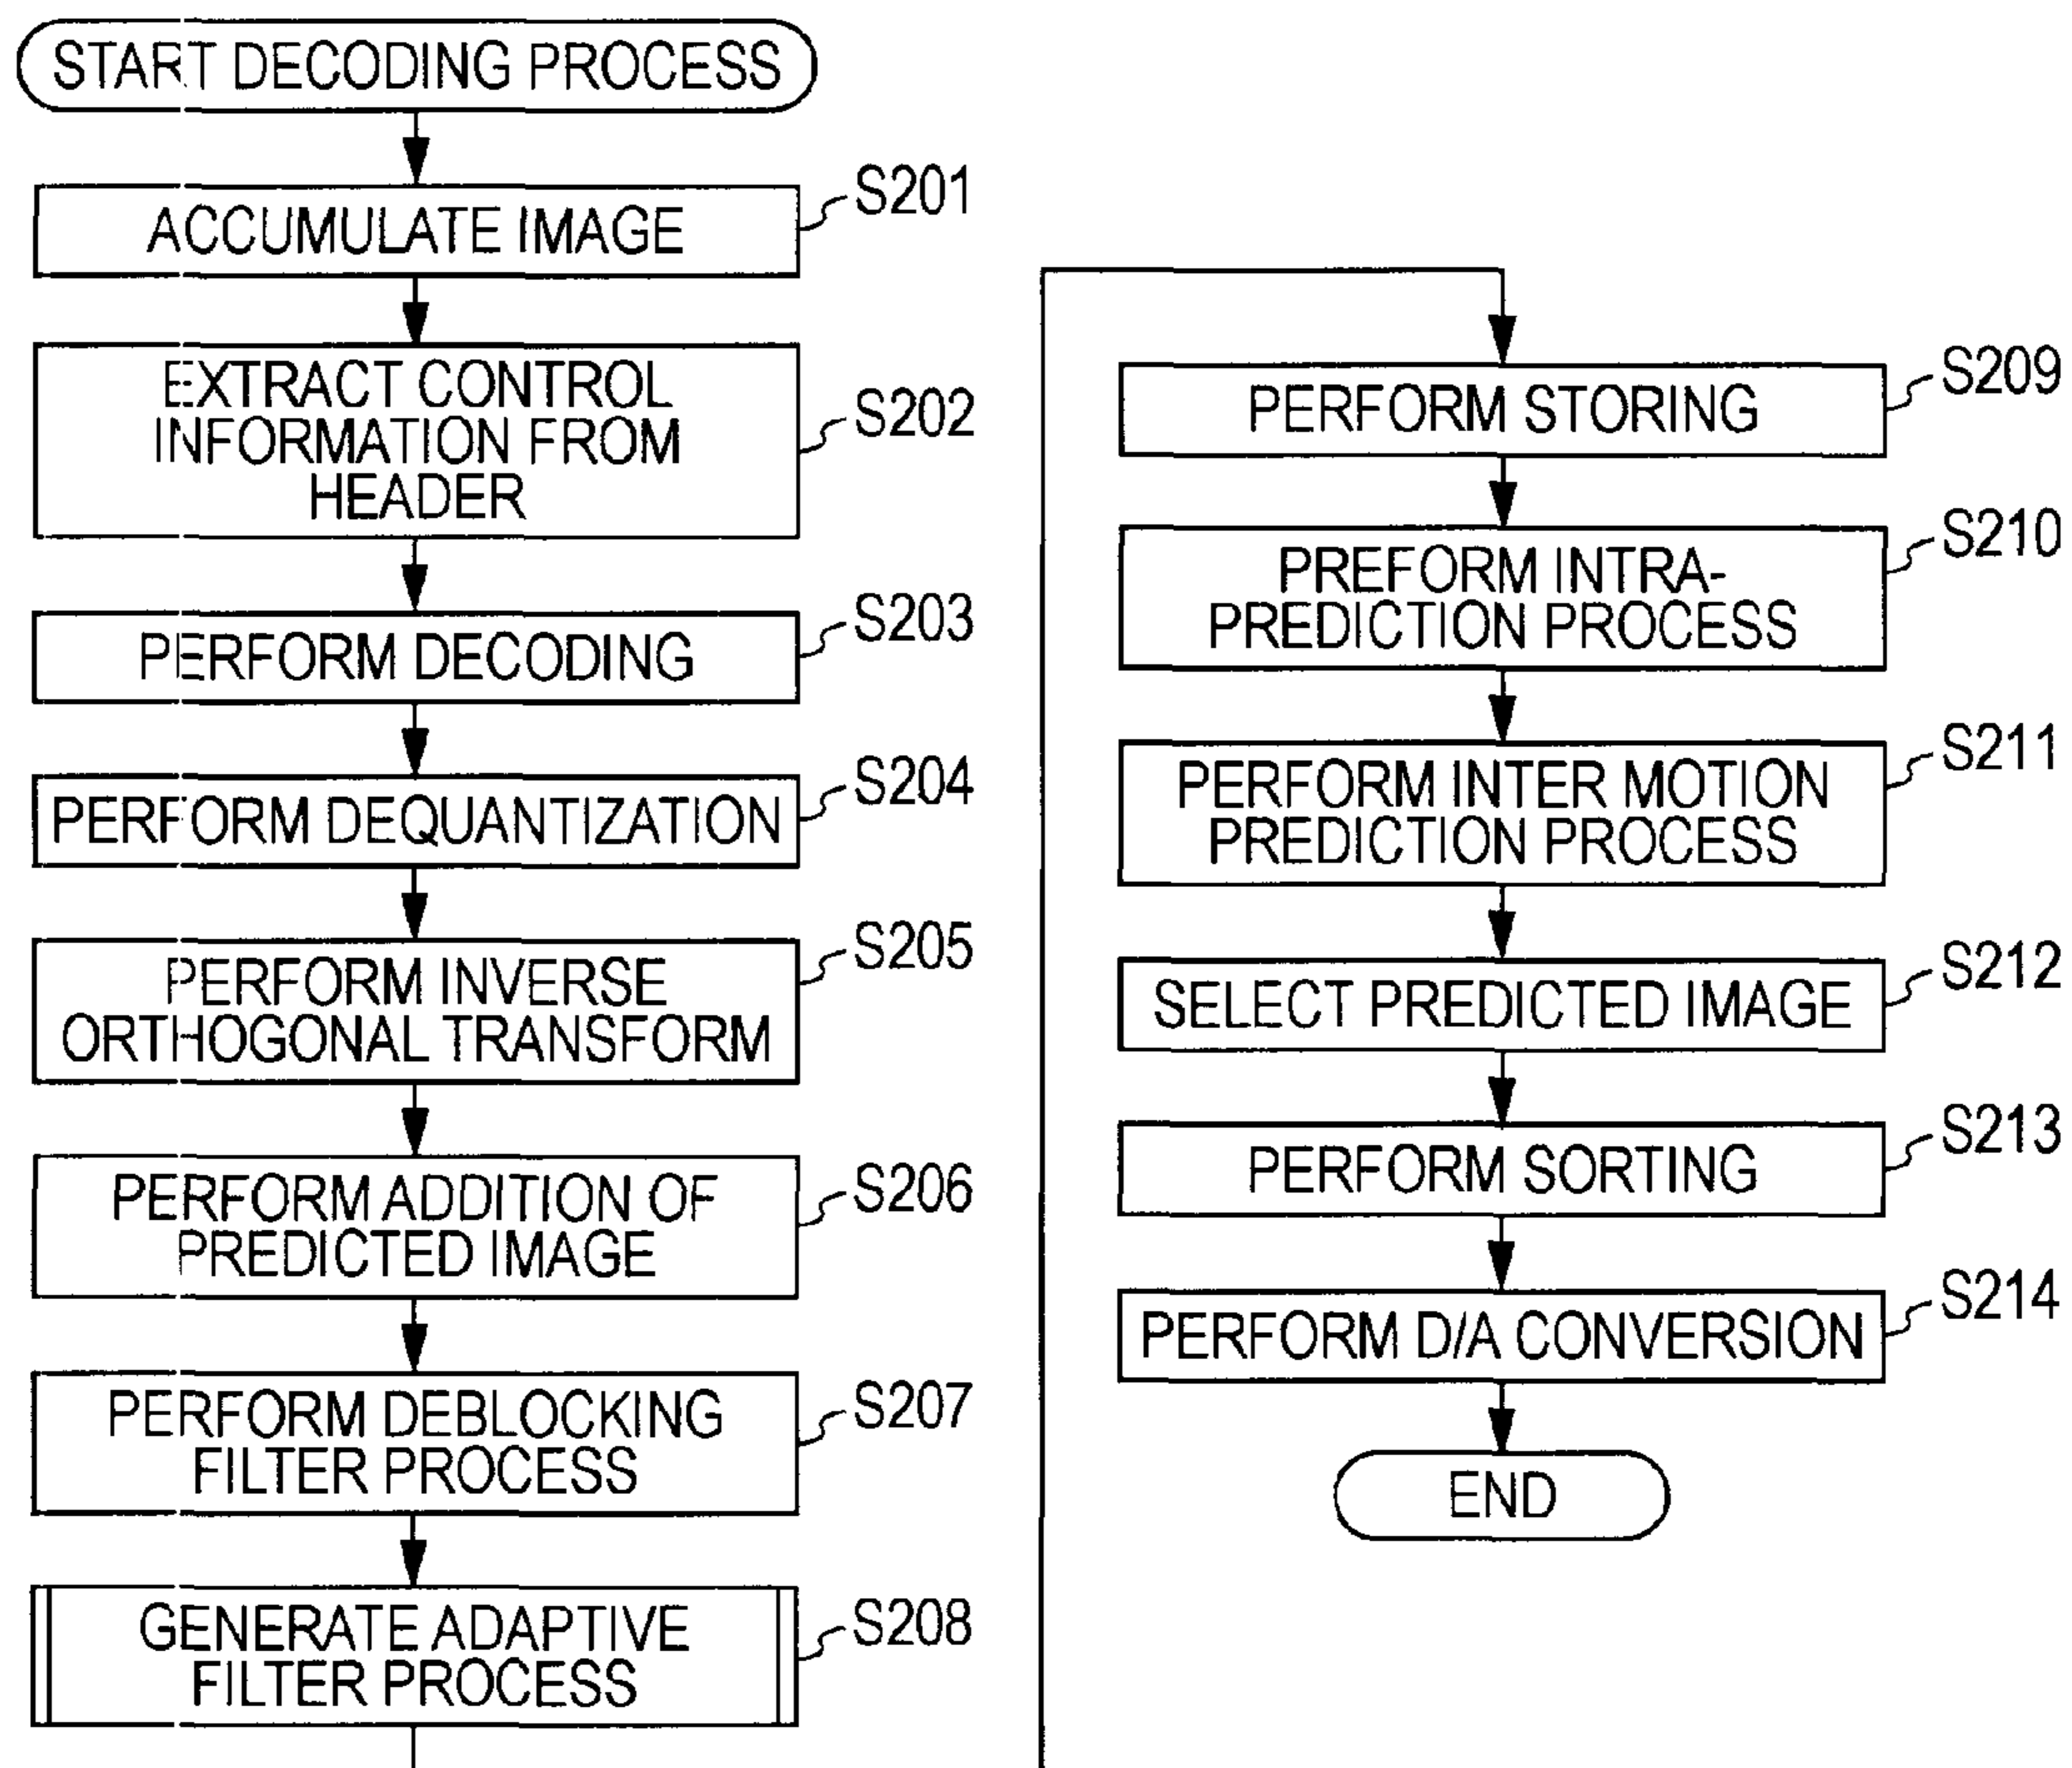 START DECODING PROCESS
S201
ACCUMULATE IMAGE
EXTRACT CONTROL
INFORMATION FROM
HEADER
S202
PERFORM DECODING
S203
PERFORM DEQUANTIZATION
S204
PERFORM INVERSE
ORTHOGONAL TRANSFORM
S205
PERFORM ADDITION OF
PREDICTED IMAGE
S206
PERFORM DEBLOCKING
FILTER PROCESS
S207
GENERATE ADAPTIVE
FILTER PROCESS
S208
PERFORM STORING
S209
PREFORM INTRA-
PREDICTION PROCESS
S210
PERFORM INTER MOTION
PREDICTION PROCESS
S211
SELECT PREDICTED IMAGE
S212
PERFORM SORTING
S213
PERFORM D/A CONVERSION
S214
END